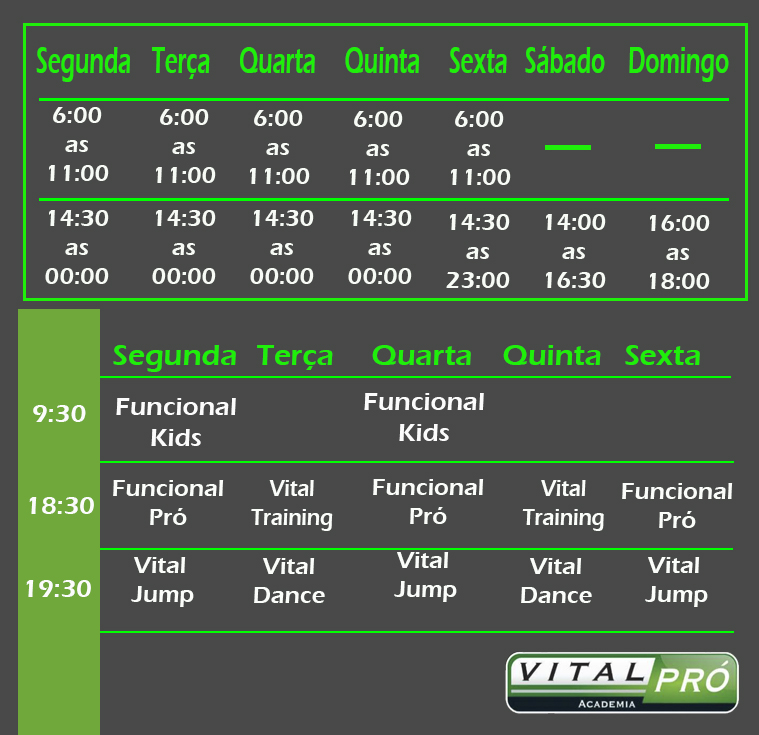 Segunda Terça Quarta Quinta Sexta Sábado Domingo
6:00 6:00 6:00 6:00 6:00
as as as as as
11:00 11:00 11:00 11:00 11:00
14:30 14:30 14:30 14:30 14:30 14:00 16:00
as as as as as as as
00:00 00:00 00:00 00:00 23:00 16:30 18:00
Segunda Terça Quarta Quinta Sexta
9:30 Funcional Funcional
Kids Kids
18:30 Funcional Vital Funcional Vital Funcional
Pró Training Pró Training Pró
19:30 Vital Vital Vital Vital Vital
Jump Dance Jump Dance Jump
VITAL PRÓ
ACADEMIA